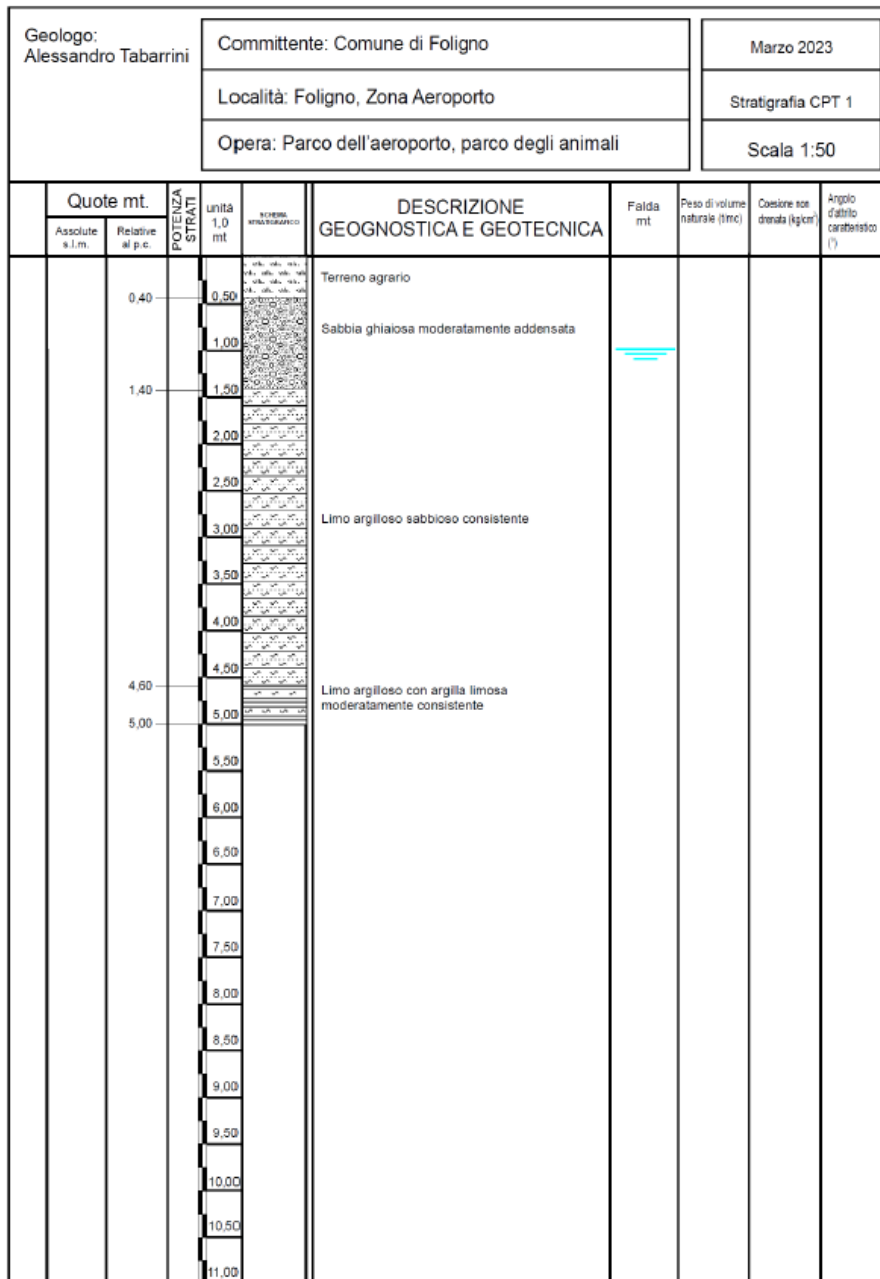 Geologo:
Alessandro Tabarrini
Committente: Comune di Foligno
Località: Foligno, Zona Aeroporto
Opera: Parco dell'aeroporto, parco degli animali
Marzo 2023
Stratigrafia CPT 1
Scala 1:50
Quote mt.
Assolute
s.l.m.
Relative
al p.c.
POTENZA
STRATI
unità
1,0
mt
SCHEMA
STRATIGRAFICO
DESCRIZIONE
GEOGNOSTICA E GEOTECNICA
Falda
mt
Peso di volume
naturale (t/mc)
Coesione non
drenata (kg/cm²)
Angolo
d'attrito
caratteristico
(°)
Terreno agrario
0,40
0,50
Sabbia ghiaiosa moderatamente addensata
1,00
1,40
1,50
2,00
2,50
Limo argilloso sabbioso consistente
3,00
3,50
4,00
4,50
4,60
Limo argilloso con argilla limosa
moderatamente consistente
5,00
5,00
5,50
6,00
6,50
7,00
7,50
8,00
8,50
9,00
9,50
10,00
10,50
11,00